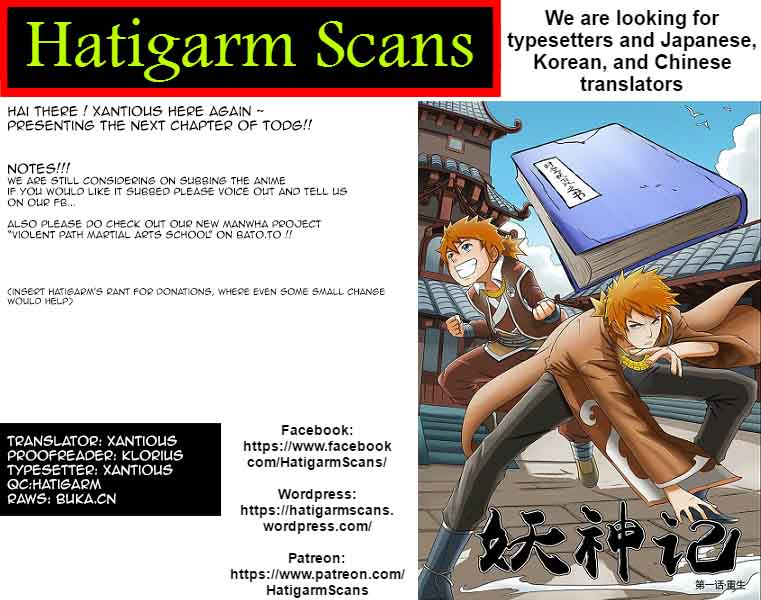 Hatigarm Scans
We are looking for
typesetters and Japanese,
Korean, and Chinese
translators
HAI THERE ! XANTIOUS HERE AGAIN ~
PRESENTING THE NEXT CHAPTER OF TODG!!
NOTES!!!
WE ARE STILL CONSIDERING ON SUBBING THE ANIME
IF YOU WOULD LIKE IT SUBBED PLEASE VOICE OUT AND TELL US
ON OUR FB...
ALSO PLEASE DO CHECK OUT OUR NEW MANWHA PROJECT
"VIOLENT PATH MARTIAL ARTS SCHOOL" ON BATO.TO !!
(INSERT HATIGARM'S RANT FOR DONATIONS, WHERE EVEN SOME SMALL CHANGE
WOULD HELP)
TRANSLATOR: XANTIOUS
PROOFREADER: KLORIUS
TYPESETTER: XANTIOUS
QC:HATIGARM
RAWS: BUKA.CN
Facebook:
https://www.facebook
com/HatigarmScans/
Wordpress:
https://hatigarmscans.
wordpress.com/
Patreon:
https://www.patreon.com/
HatigarmScans
妖神记
第一话·重生